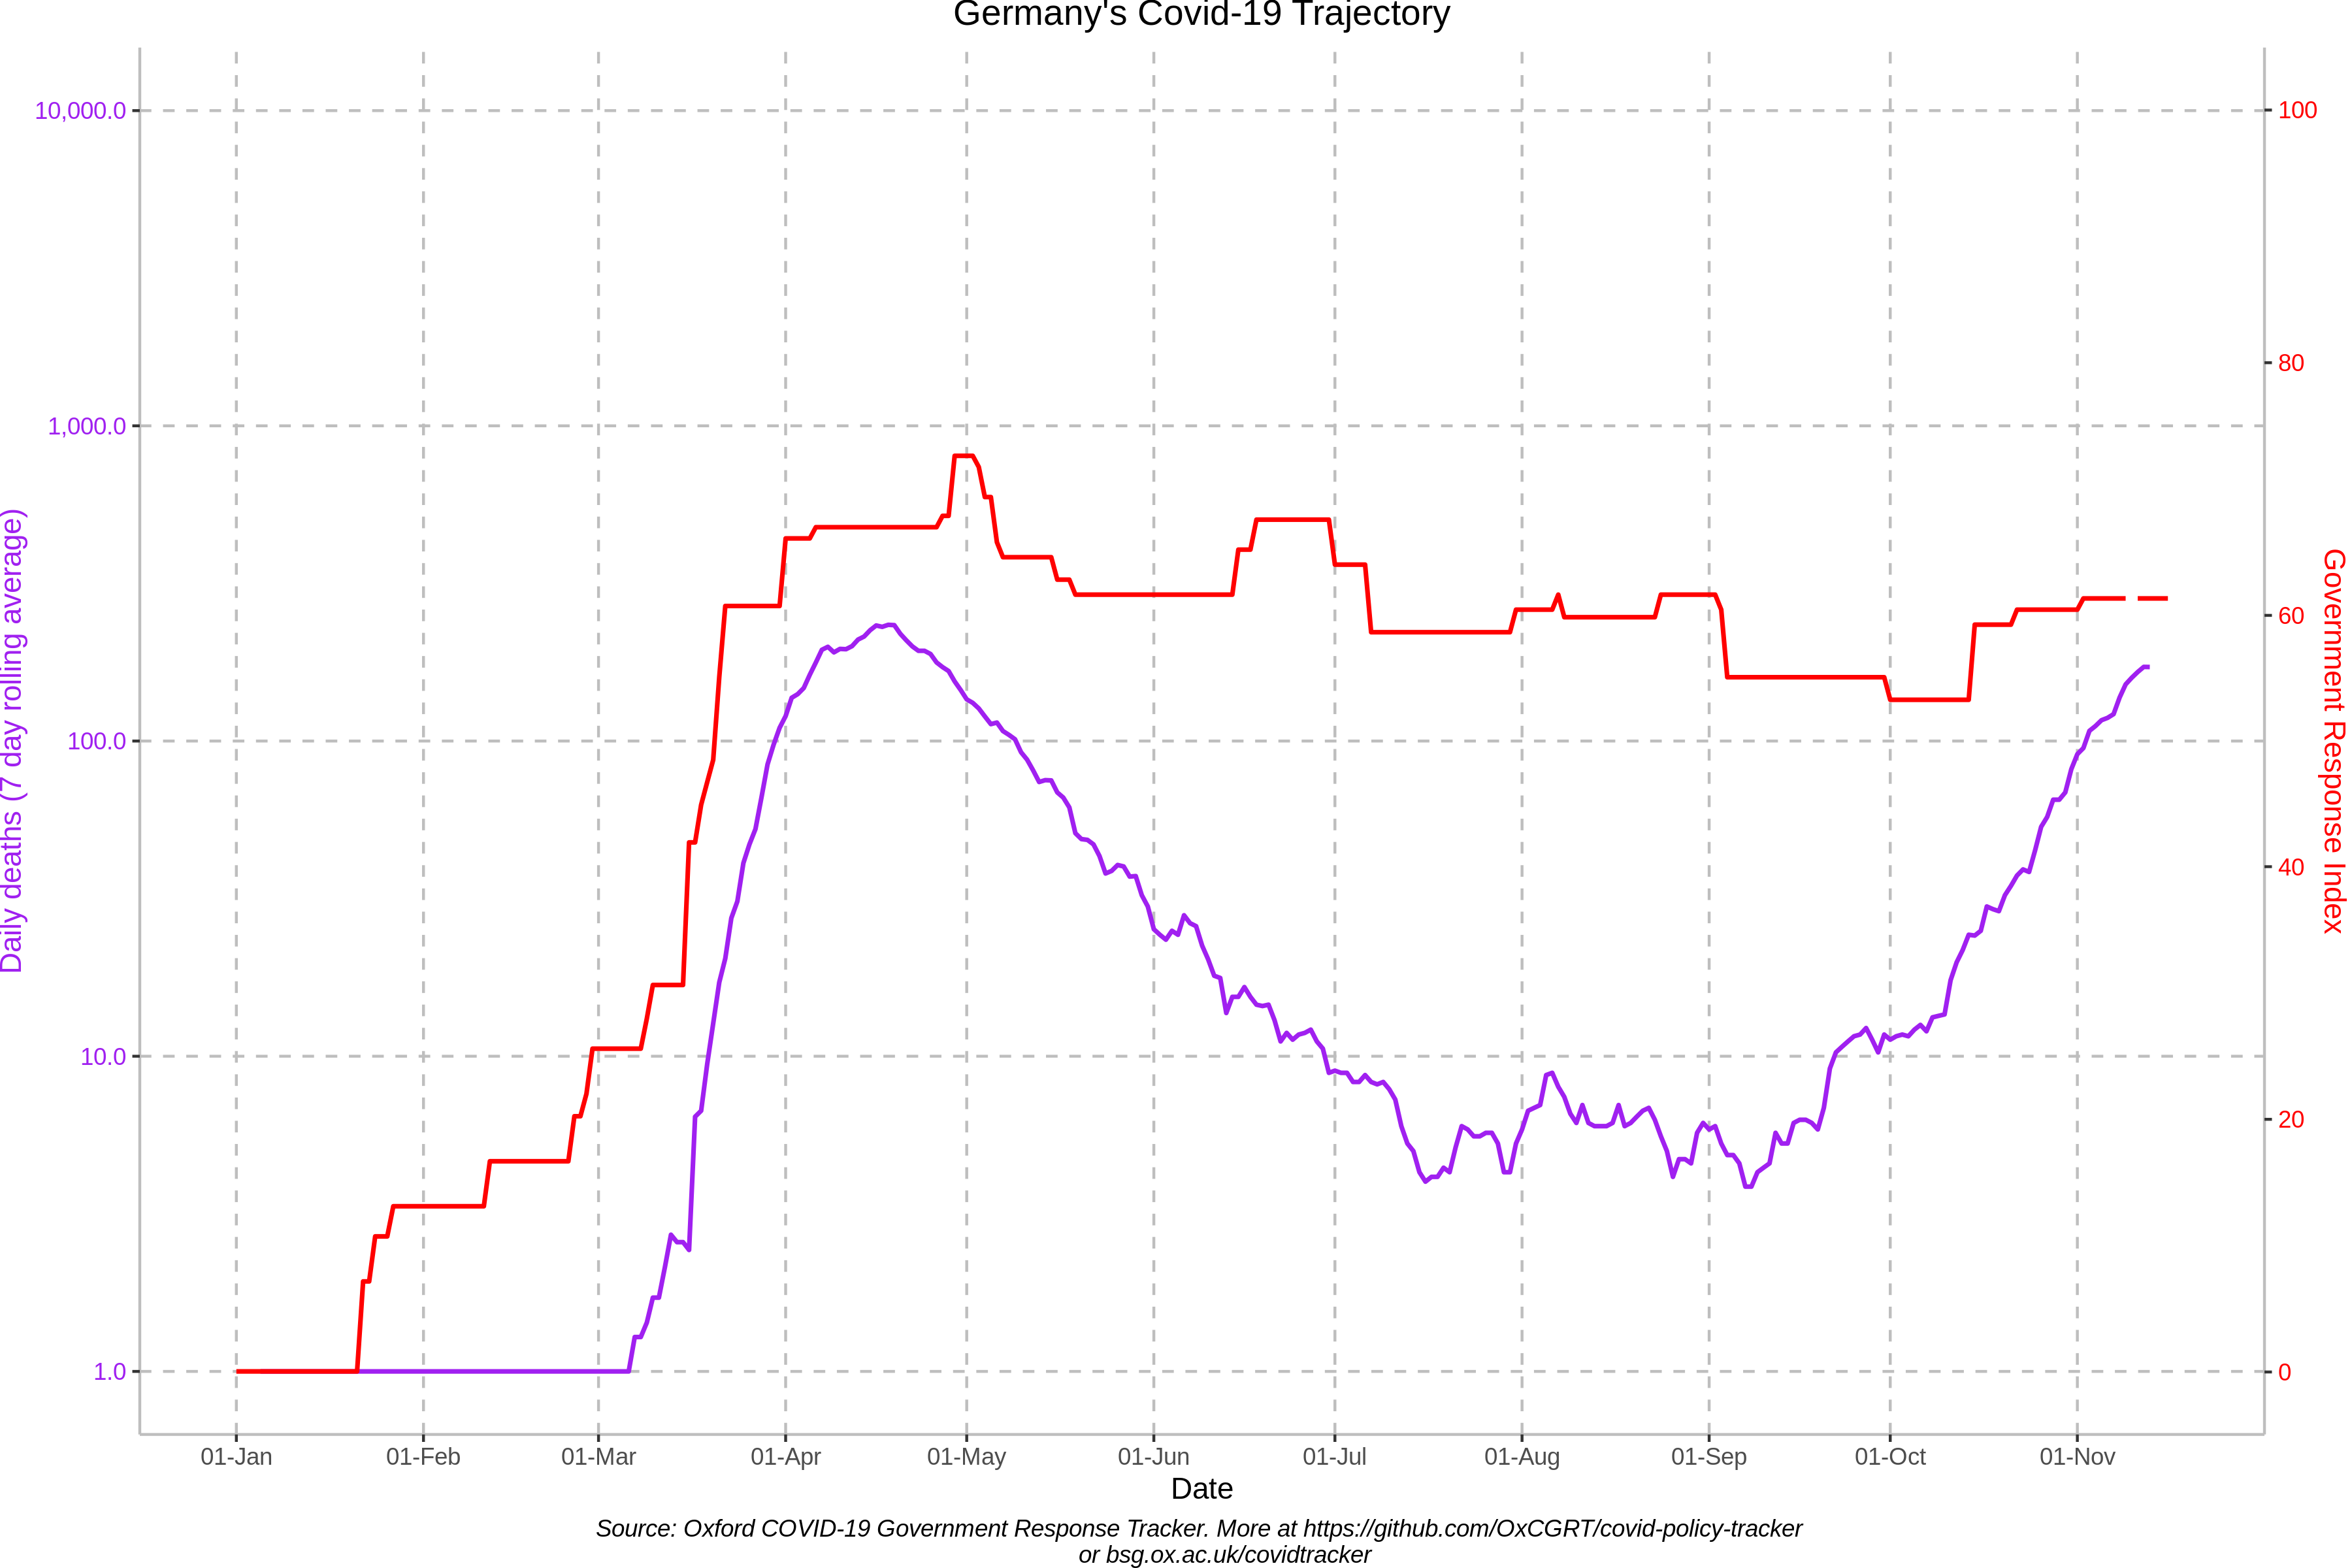 Germany's Covid-19 Trajectory
10,000.0
1,000.0
100.0
10.0
1.0
Daily deaths (7 day rolling average)
100
80
60
40
20
0
Government Response Index
01-Jan
01-Feb
01-Mar
01-Apr
01-May
01-Jun
01-Jul
01-Aug
01-Sep
01-Oct
01-Nov
Date
Source: Oxford COVID-19 Government Response Tracker. More at https://github.com/OxCGRT/covid-policy-tracker
or bsg.ox.ac.uk/covidtracker